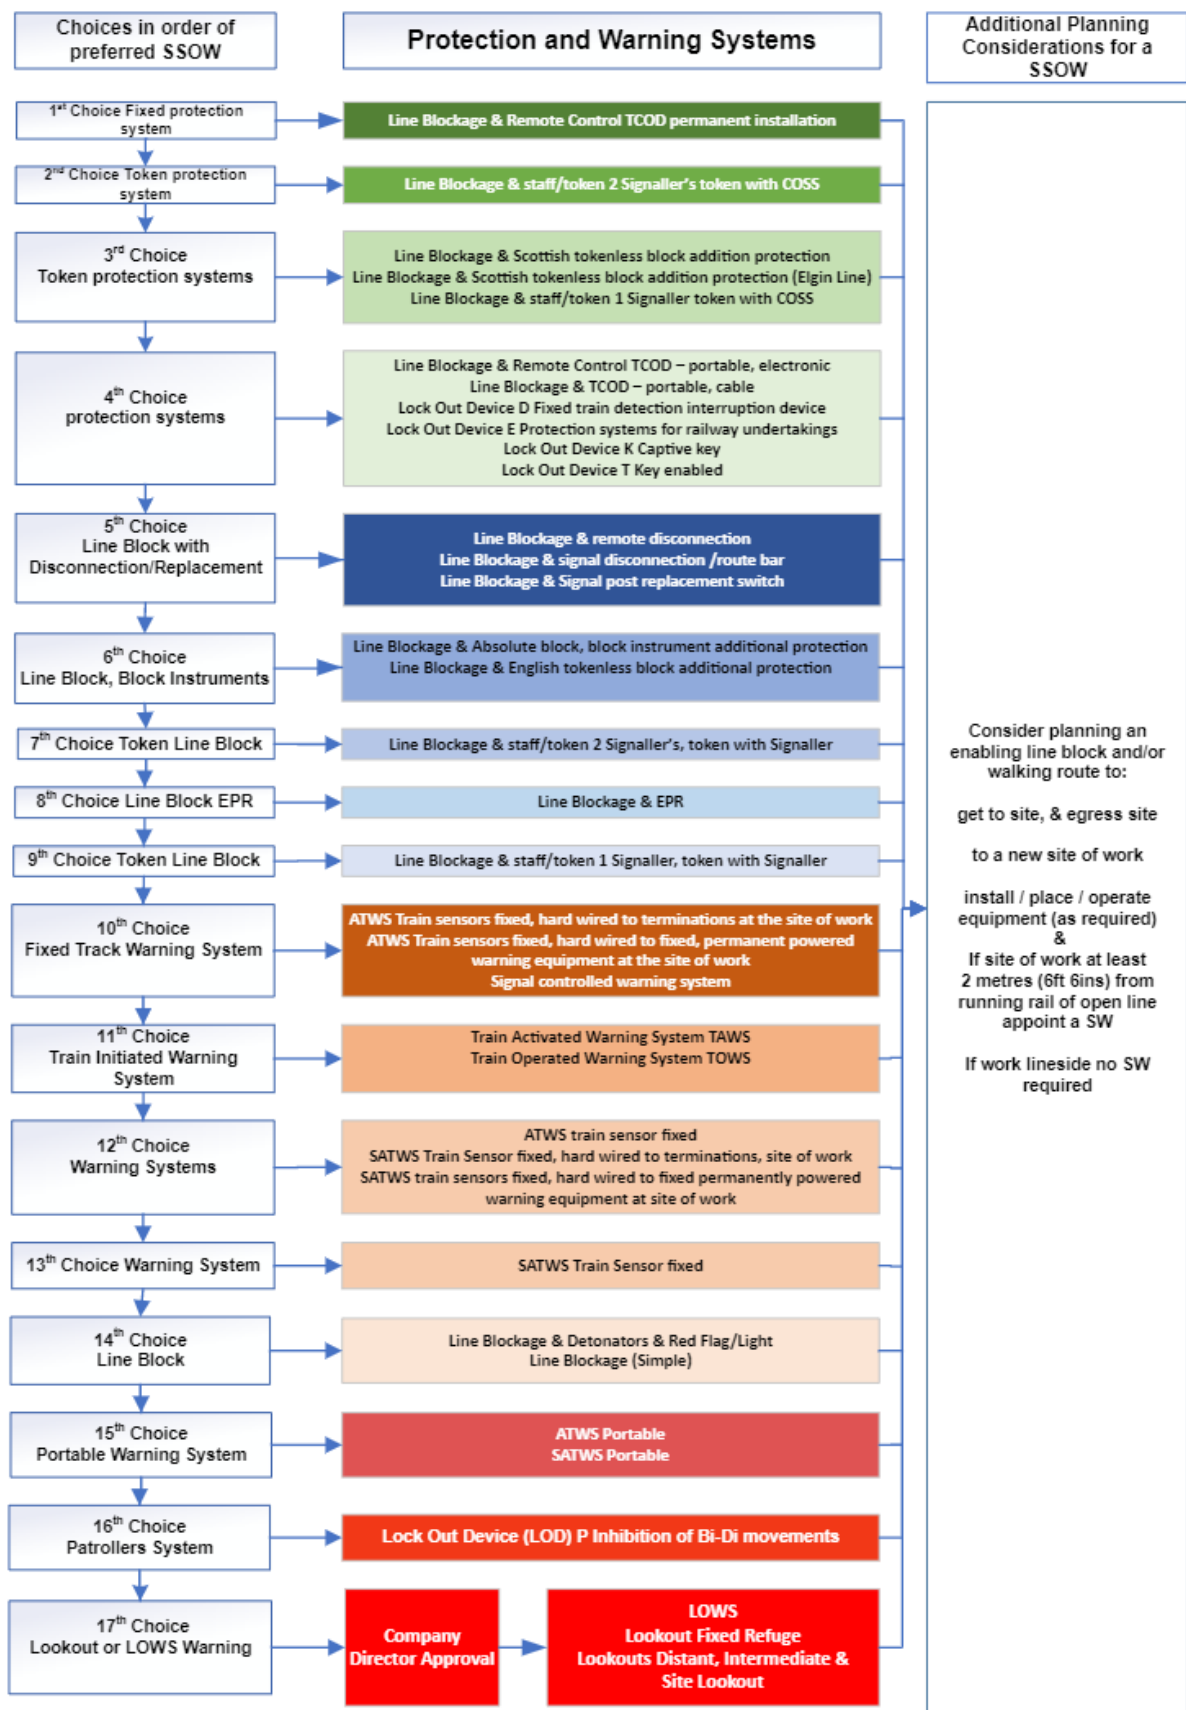 Choices in order of
preferred SSOW
Protection and Warning Systems
Additional Planning
Considerations for a
SSOW
1st Choice Fixed protection
system
Line Blockage & Remote Control TCOD permanent installation
2nd Choice Token protection
system
Line Blockage & staff/token 2 Signaller's token with COSS
3rd Choice
Token protection systems
Line Blockage & Scottish tokenless block addition protection
Line Blockage & Scottish tokenless block addition protection (Elgin Line)
Line Blockage & staff/token 1 Signaller token with COSS
4th Choice
protection systems
Line Blockage & Remote Control TCOD – portable, electronic
Line Blockage & TCOD – portable, cable
Lock Out Device D Fixed train detection interruption device
Lock Out Device E Protection systems for railway undertakings
Lock Out Device K Captive key
Lock Out Device T Key enabled
5th Choice
Line Block with
Disconnection/Replacement
Line Blockage & remote disconnection
Line Blockage & signal disconnection /route bar
Line Blockage & Signal post replacement switch
6th Choice
Line Block, Block Instruments
Line Blockage & Absolute block, block instrument additional protection
Line Blockage & English tokenless block additional protection
7th Choice Token Line Block
Line Blockage & staff/token 2 Signaller's, token with Signaller
8th Choice Line Block EPR
Line Blockage & EPR
9th Choice Token Line Block
Line Blockage & staff/token 1 Signaller, token with Signaller
10th Choice
Fixed Track Warning System
ATWS Train sensors fixed, hard wired to terminations at the site of work
ATWS Train sensors fixed, hard wired to fixed, permanent powered
warning equipment at the site of work
Signal controlled warning system
11th Choice
Train Initiated Warning
System
Train Activated Warning System TAWS
Train Operated Warning System TOWS
12th Choice
Warning Systems
ATWS train sensor fixed
SATWS Train Sensor fixed, hard wired to terminations, site of work
SATWS train sensors fixed, hard wired to fixed permanently powered
warning equipment at site of work
13th Choice Warning System
SATWS Train Sensor fixed
14th Choice
Line Block
Line Blockage & Detonators & Red Flag/Light
Line Blockage (Simple)
15th Choice
Portable Warning System
ATWS Portable
SATWS Portable
16th Choice
Patrollers System
Lock Out Device (LOD) P Inhibition of Bi-Di movements
17th Choice
Lookout or LOWS Warning
Company
Director Approval
LOWS
Lookout Fixed Refuge
Lookouts Distant, Intermediate &
Site Lookout
Consider planning an
enabling line block and/or
walking route to:
get to site, & egress site
to a new site of work
install / place / operate
equipment (as required)
&
If site of work at least
2 metres (6ft 6ins) from
running rail of open line
appoint a SW
If work lineside no SW
required